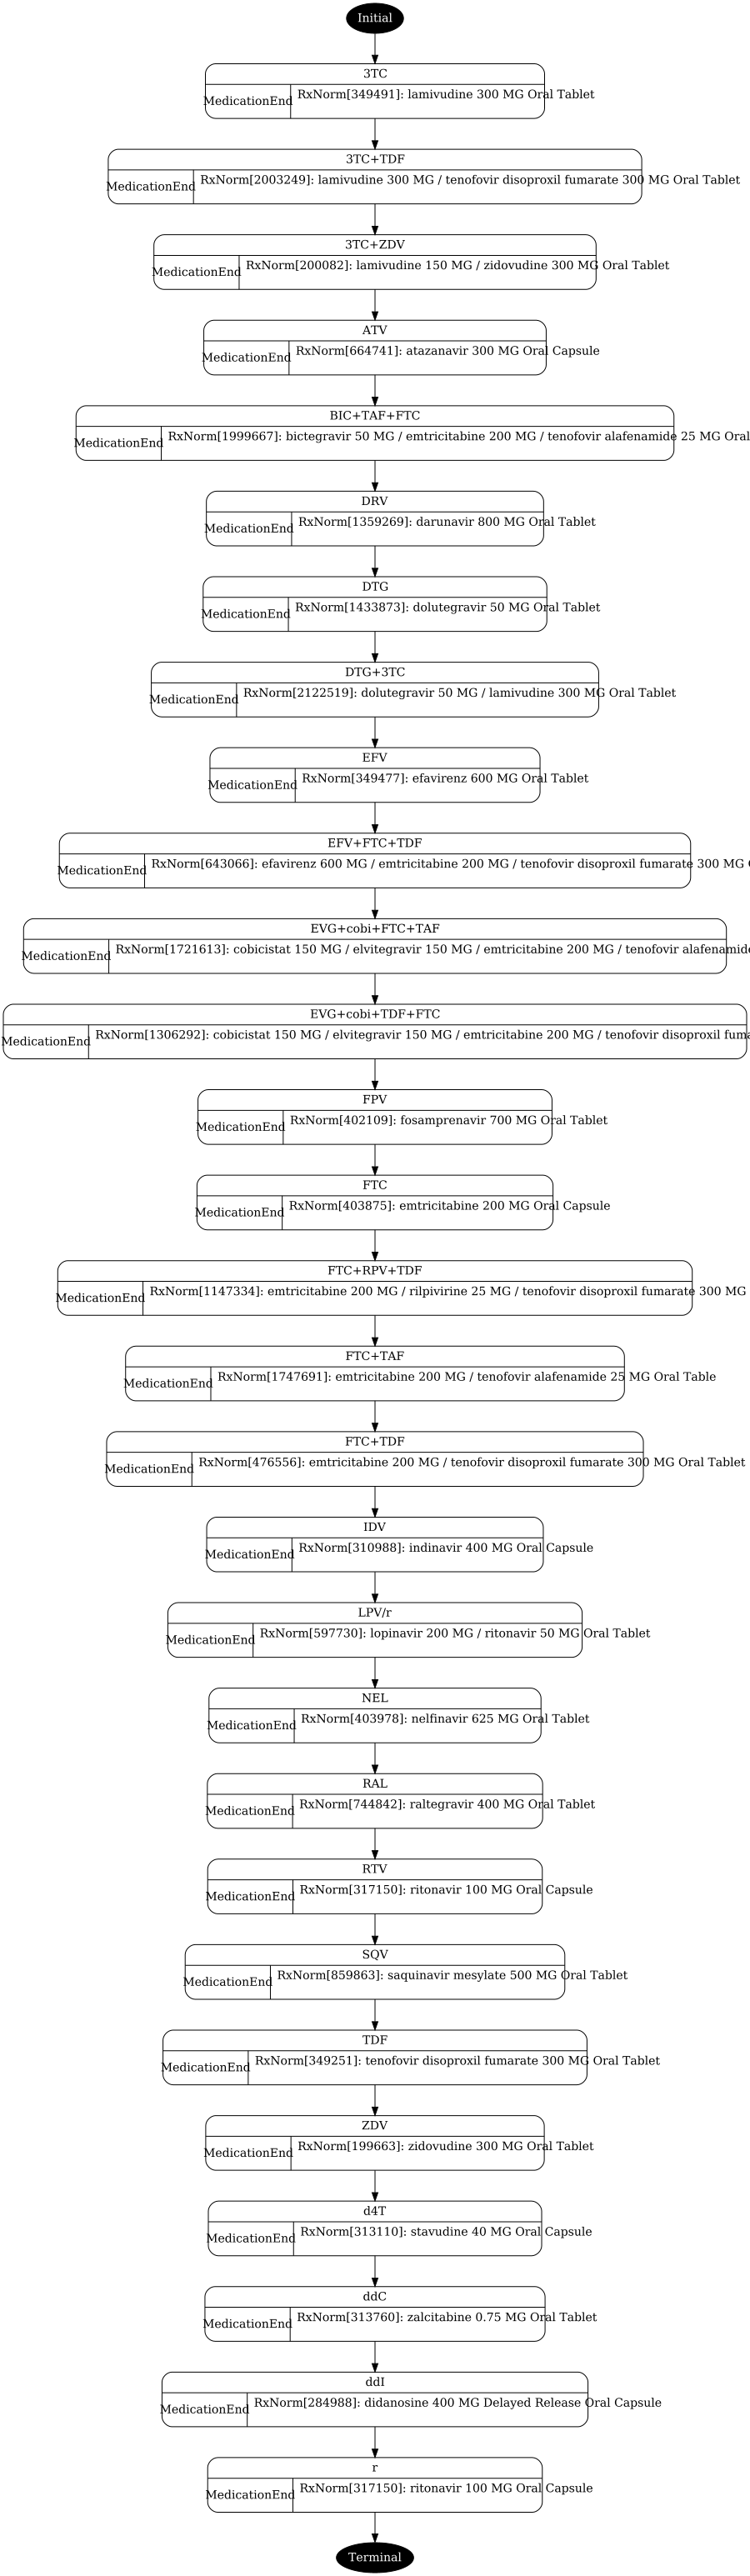 Initial
3TC
MedicationEnd RxNorm[349491]: lamivudine 300 MG Oral Tablet
3TC+TDF
MedicationEnd RxNorm[2003249]: lamivudine 300 MG / tenofovir disoproxil fumarate 300 MG Oral Tablet
3TC+ZDV
MedicationEnd RxNorm[200082]: lamivudine 150 MG / zidovudine 300 MG Oral Tablet
ATV
MedicationEnd RxNorm[664741]: atazanavir 300 MG Oral Capsule
BIC+TAF+FTC
MedicationEnd RxNorm[1999667]: bictegravir 50 MG / emtricitabine 200 MG / tenofovir alafenamide 25 MG Oral
DRV
MedicationEnd RxNorm[1359269]: darunavir 800 MG Oral Tablet
DTG
MedicationEnd RxNorm[1433873]: dolutegravir 50 MG Oral Tablet
DTG+3TC
MedicationEnd RxNorm[2122519]: dolutegravir 50 MG / lamivudine 300 MG Oral Tablet
EFV
MedicationEnd RxNorm[349477]: efavirenz 600 MG Oral Tablet
EFV+FTC+TDF
MedicationEnd RxNorm[643066]: efavirenz 600 MG / emtricitabine 200 MG / tenofovir disoproxil fumarate 300 MG
EVG+cobi+FTC+TAF
MedicationEnd RxNorm[1721613]: cobicistat 150 MG / elvitegravir 150 MG / emtricitabine 200 MG / tenofovir alafenamide
EVG+cobi+TDF+FTC
MedicationEnd RxNorm[1306292]: cobicistat 150 MG / elvitegravir 150 MG / emtricitabine 200 MG / tenofovir disoproxil
FPV
MedicationEnd RxNorm[402109]: fosamprenavir 700 MG Oral Tablet
FTC
MedicationEnd RxNorm[403875]: emtricitabine 200 MG Oral Capsule
FTC+RPV+TDF
MedicationEnd RxNorm[1147334]: emtricitabine 200 MG / rilpivirine 25 MG / tenofovir disoproxil fumarate 300 MG
FTC+TAF
MedicationEnd RxNorm[1747691]: emtricitabine 200 MG / tenofovir alafenamide 25 MG Oral Table
FTC+TDF
MedicationEnd RxNorm[476556]: emtricitabine 200 MG / tenofovir disoproxil fumarate 300 MG Oral Tablet
IDV
MedicationEnd RxNorm[310988]: indinavir 400 MG Oral Capsule
LPV/r
MedicationEnd RxNorm[597730]: lopinavir 200 MG / ritonavir 50 MG Oral Tablet
NEL
MedicationEnd RxNorm[403978]: nelfinavir 625 MG Oral Tablet
RAL
MedicationEnd RxNorm[744842]: raltegravir 400 MG Oral Tablet
RTV
MedicationEnd RxNorm[317150]: ritonavir 100 MG Oral Capsule
SQV
MedicationEnd RxNorm[859863]: saquinavir mesylate 500 MG Oral Tablet
TDF
MedicationEnd RxNorm[349251]: tenofovir disoproxil fumarate 300 MG Oral Tablet
ZDV
MedicationEnd RxNorm[199663]: zidovudine 300 MG Oral Tablet
d4T
MedicationEnd RxNorm[313110]: stavudine 40 MG Oral Capsule
ddC
MedicationEnd RxNorm[313760]: zalcitabine 0.75 MG Oral Tablet
ddI
MedicationEnd RxNorm[284988]: didanosine 400 MG Delayed Release Oral Capsule
r
MedicationEnd RxNorm[317150]: ritonavir 100 MG Oral Capsule
Terminal